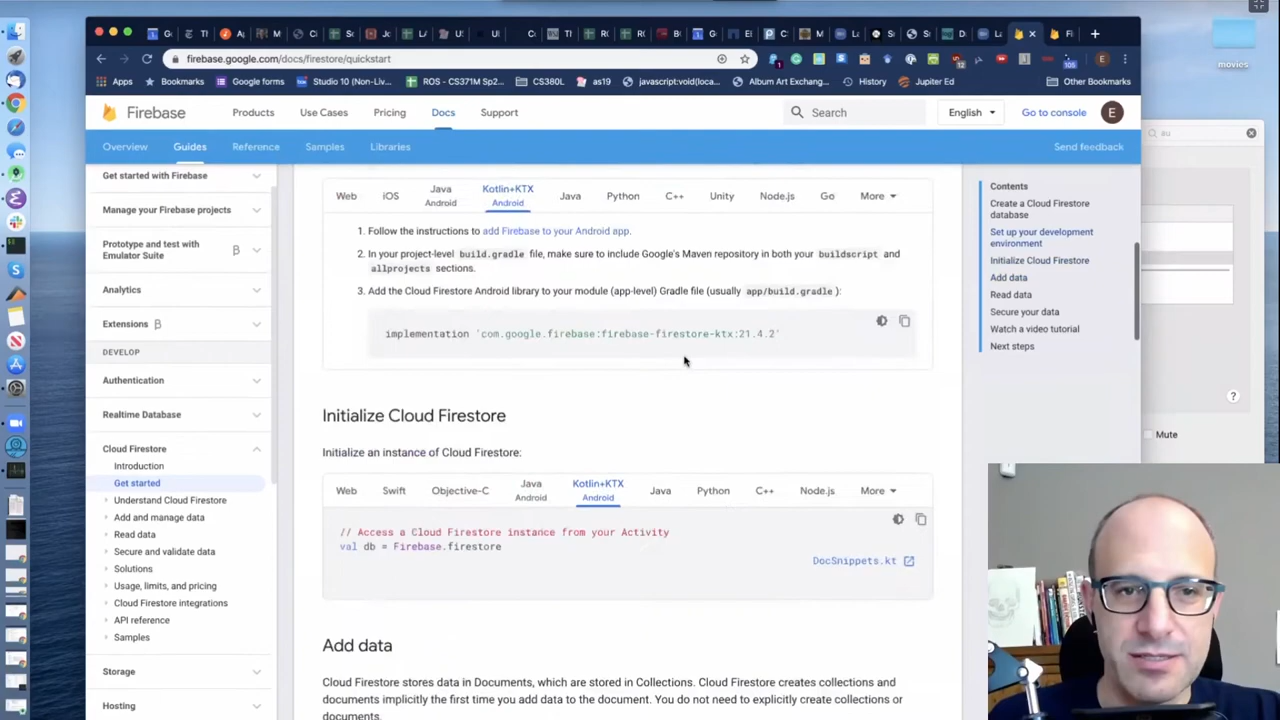 firebase.google.com/docs/firestore/quickstart
Apps
Bookmarks
Google forms
Studio 10 (Non-Live...
ROS - CS371M Sp2...
CS380L
as19
javascript:void(loca...
Album Art Exchang...
History
Jupiter Ed
Other Bookmarks
movies
Firebase
Products
Use Cases
Pricing
Docs
Support
Search
English
Go to console
E
au
Overview
Guides
Reference
Samples
Libraries
Send feedback
Get started with Firebase
Manage your Firebase projects
Prototype and test with
Emulator Suite
β
Analytics
Extensions β
DEVELOP
Authentication
Realtime Database
Cloud Firestore
Introduction
Get started
Understand Cloud Firestore
Add and manage data
Read data
Secure and validate data
Solutions
Usage, limits, and pricing
Cloud Firestore integrations
API reference
Samples
Storage
Hosting
Web
iOS
Java
Android
Kotlin+KTX
Android
Java
Python
C++
Unity
Node.js
Go
More
1. Follow the instructions to add Firebase to your Android app.
2. In your project-level build.gradle file, make sure to include Google's Maven repository in both your buildscript and
allprojects sections.
3. Add the Cloud Firestore Android library to your module (app-level) Gradle file (usually app/build.gradle ):
implementation 'com.google.firebase:firebase-firestore-ktx:21.4.2'
Initialize Cloud Firestore
Initialize an instance of Cloud Firestore:
Web
Swift
Objective-C
Java
Android
Kotlin+KTX
Android
Java
Python
C++
Node.js
More
// Access a Cloud Firestore instance from your Activity
val db = Firebase.firestore
DocSnippets.kt
Add data
Cloud Firestore stores data in Documents, which are stored in Collections. Cloud Firestore creates collections and
documents implicitly the first time you add data to the document. You do not need to explicitly create collections or
documents.
Contents
Create a Cloud Firestore
database
Set up your development
environment
Initialize Cloud Firestore
Add data
Read data
Secure your data
Watch a video tutorial
Next steps
?
Mute